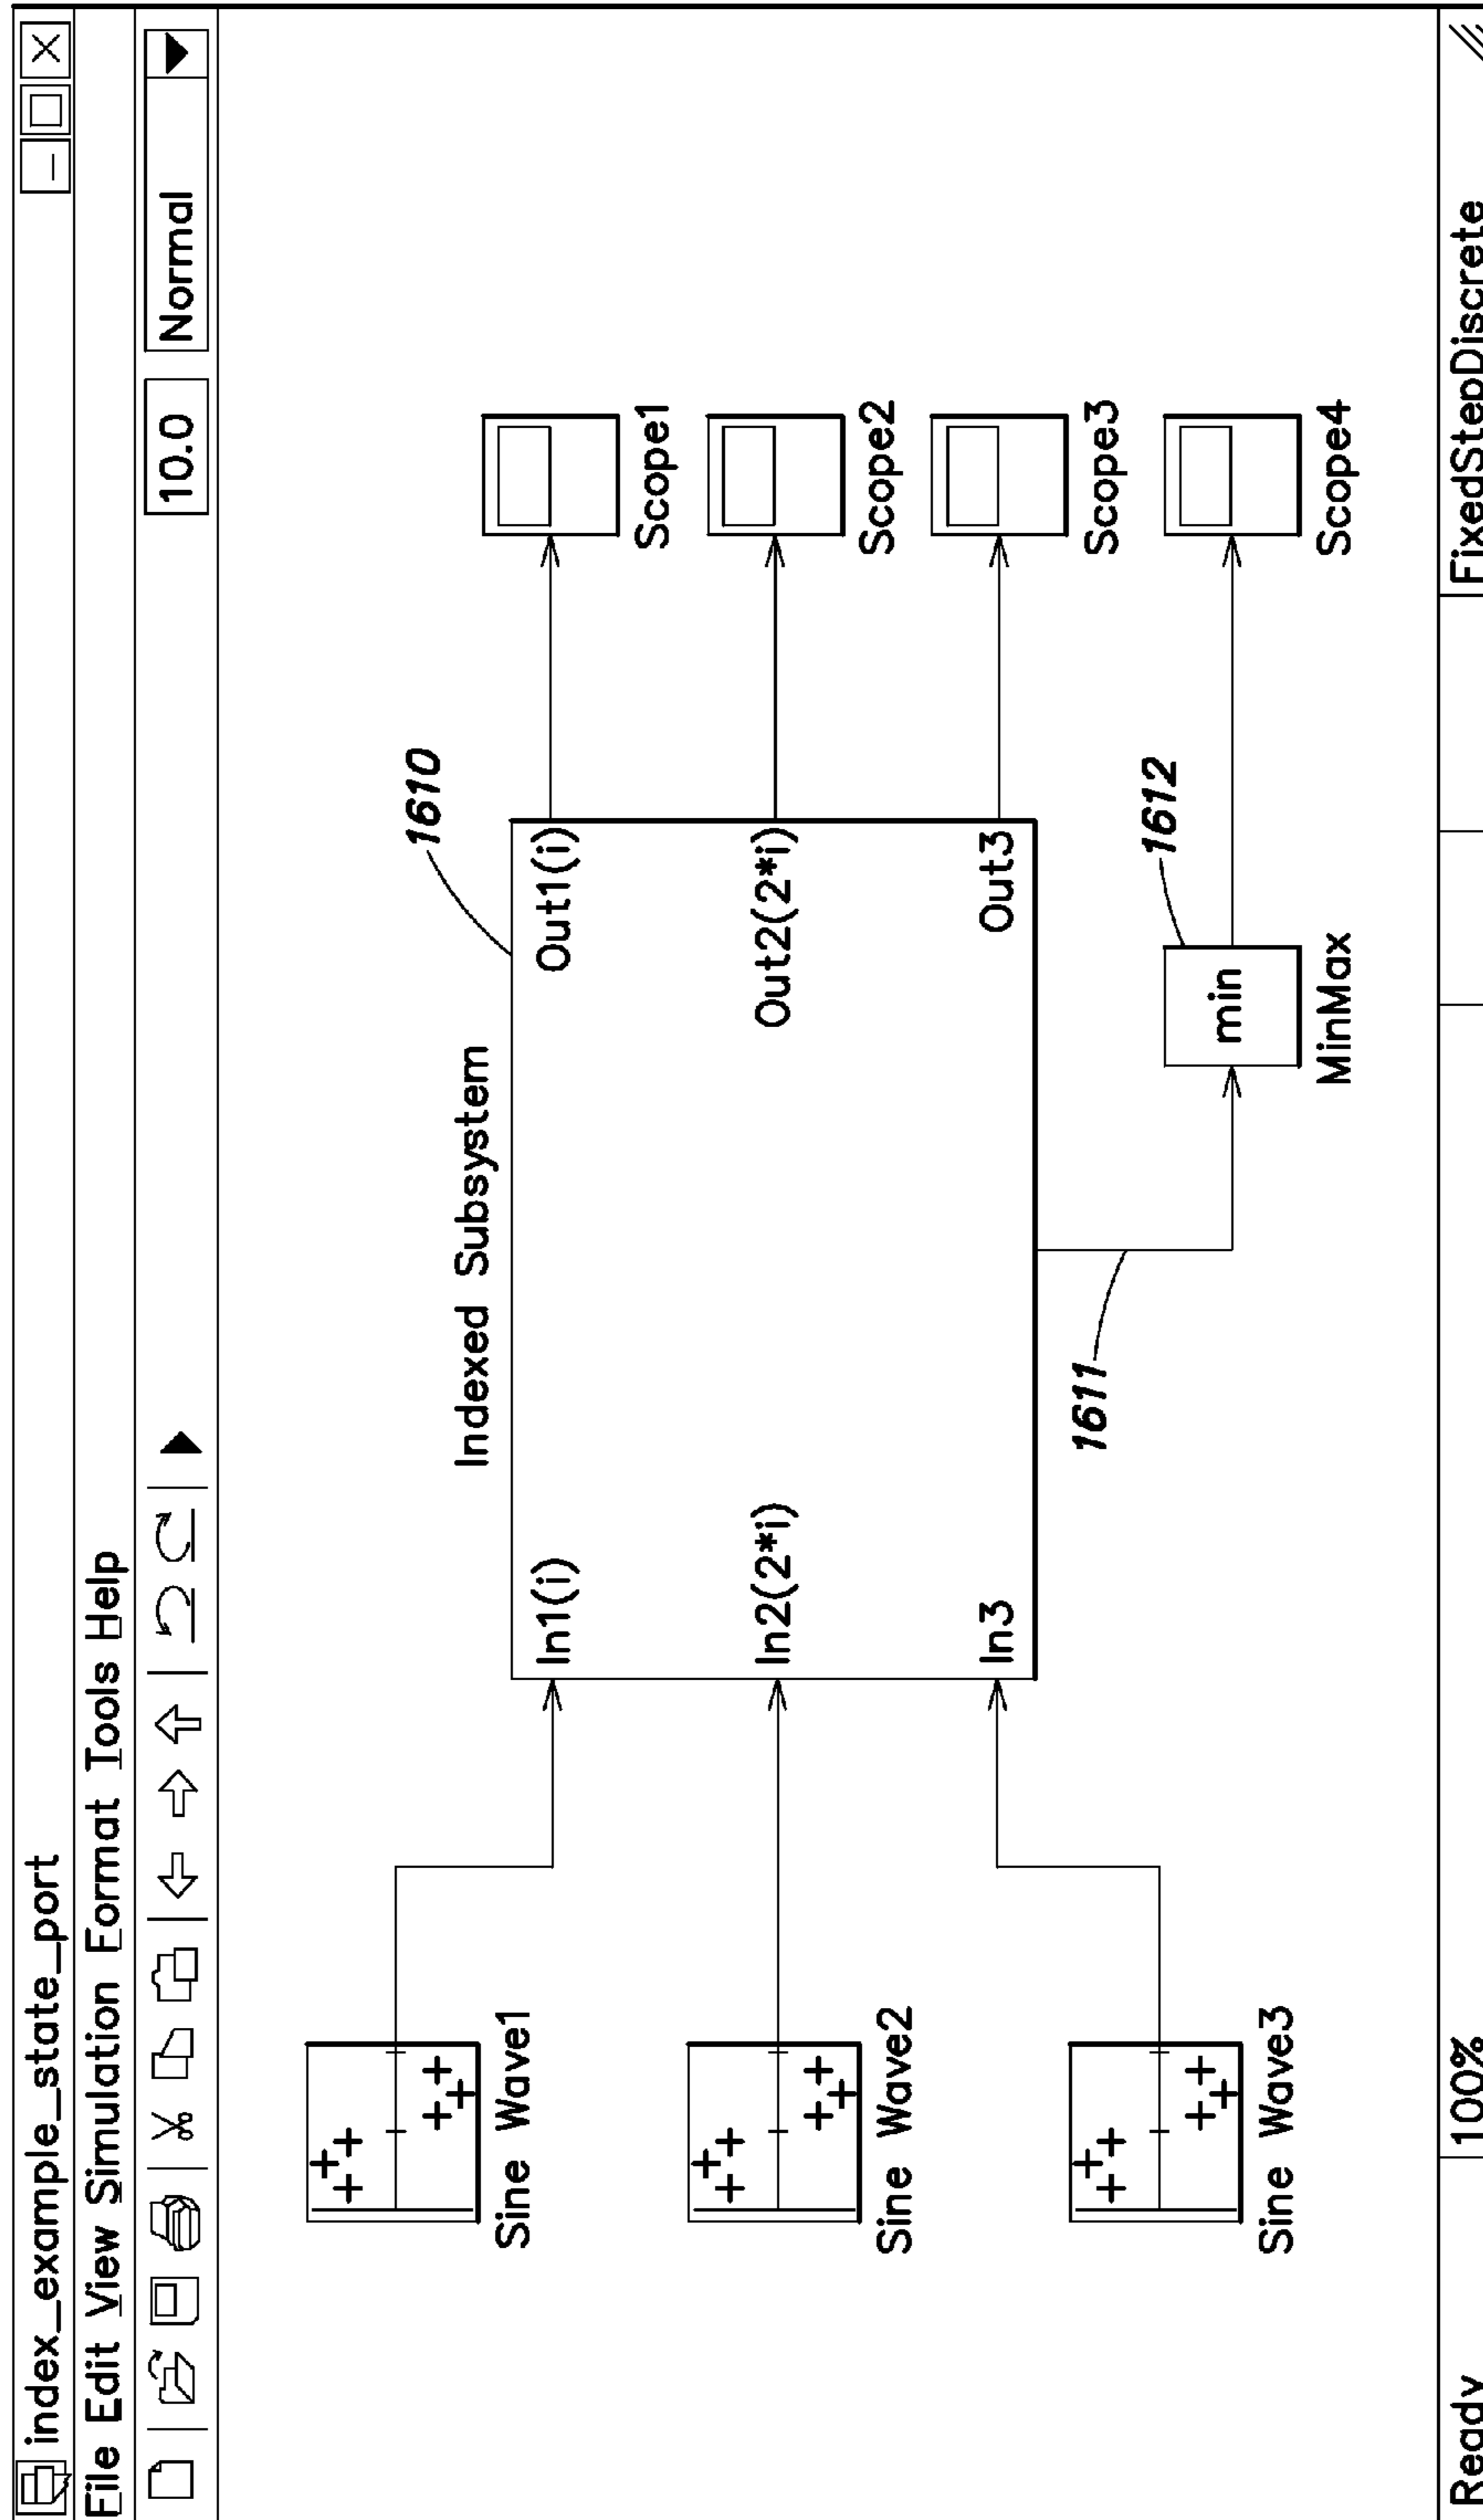 index_example_state_port
File Edit View Simulation Format Tools Help
10.0
Normal
Indexed Subsystem
1610
Sine Wave1
In1(i)
Out1(i)
Scope1
Sine Wave2
In2(2*i)
Out2(2*i)
Scope2
Sine Wave3
In3
Out3
Scope3
1611
1612
min
MinMax
Scope4
Ready
100%
FixedStepDiscrete